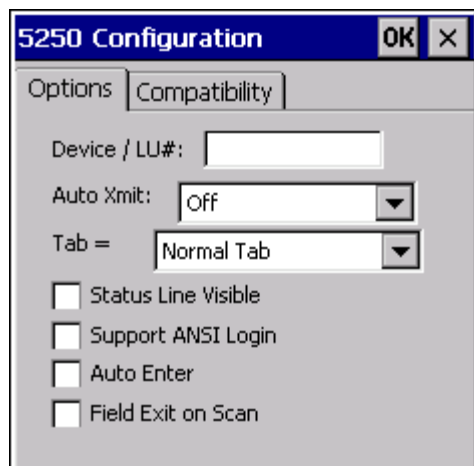 5250 Configuration OK
Options Compatibility
Device / LU#:
Auto Xmit: Off
Tab = Normal Tab
Status Line Visible
Support ANSI Login
Auto Enter
Field Exit on Scan